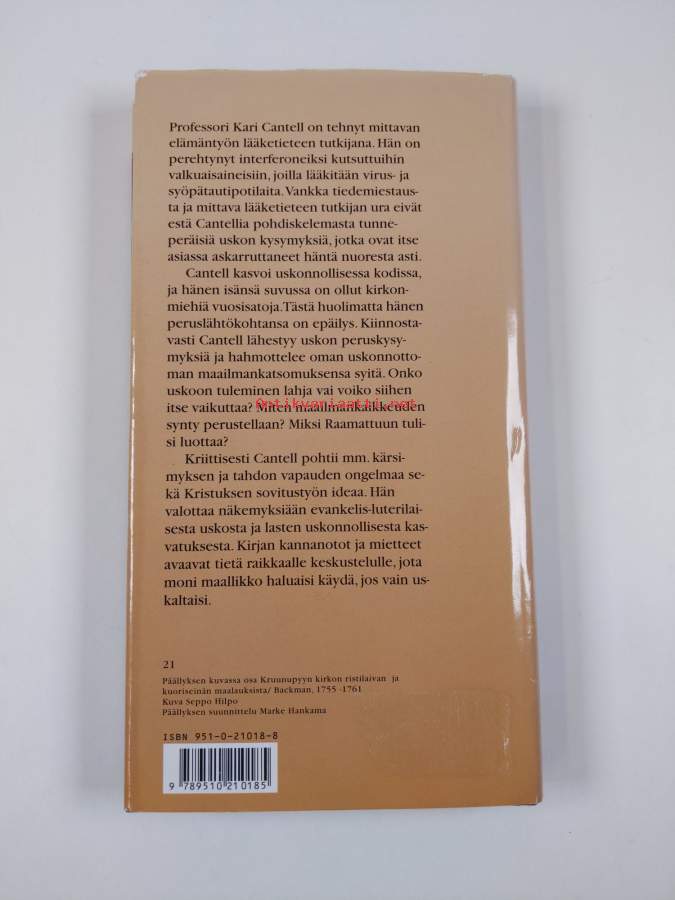 Professori Kari Cantell on tehnyt mittavan
elämäntyön lääketieteen tutkijana. Hän on
perehtynyt interferoneiksi kutsuttuihin
valkuaisaineisiin, joilla lääkitään virus- ja
syöpätautipotilaita. Vankka tiedemiestaus-
ta ja mittava lääketieteen tutkijan ura eivät
estä Cantellia pohdiskelemasta tunne-
peräisiä uskon kysymyksiä, jotka ovat itse
asiassa askarruttaneet häntä nuoresta asti.
Cantell kasvoi uskonnollisessa kodissa,
ja hänen isänsä suvussa on ollut kirkon-
miehiä vuosisatoja. Tästä huolimatta hänen
peruslähtökohtansa on epäilys. Kiinnosta-
vasti Cantell lähestyy uskon peruskysy-
myksiä ja hahmottelee oman uskonnotto-
man maailmankatsomuksensa syitä. Onko
uskoon tuleminen lahja vai voiko siihen
Antikvariaatti.net
itse vaikuttaa? Miten maailmankaikkeuden
synty perustellaan? Miksi Raamattuun tuli-
si luottaa?
Kriittisesti Cantell pohtii mm. kärsi-
myksen ja tahdon vapauden ongelmaa se-
kä Kristuksen sovitustyön ideaa. Hän
valottaa näkemyksiään evankelis-luterilai-
sesta uskosta ja lasten uskonnollisesta kas-
vatuksesta. Kirjan kannanotot ja mietteet
avaavat tietä raikkaalle keskustelulle, jota
moni maallikko haluaisi käydä, jos vain us-
kaltaisi.
21
Päällyksen kuvassa osa Kruunupyyn kirkon ristilaivan ja
kuoriseinän maalauksista/ Backman, 1755 -1761
Kuva Seppo Hilpo
Päällyksen suunnittelu Marke Hankama
ISBN 951-0-21018-8
9 789510 210185